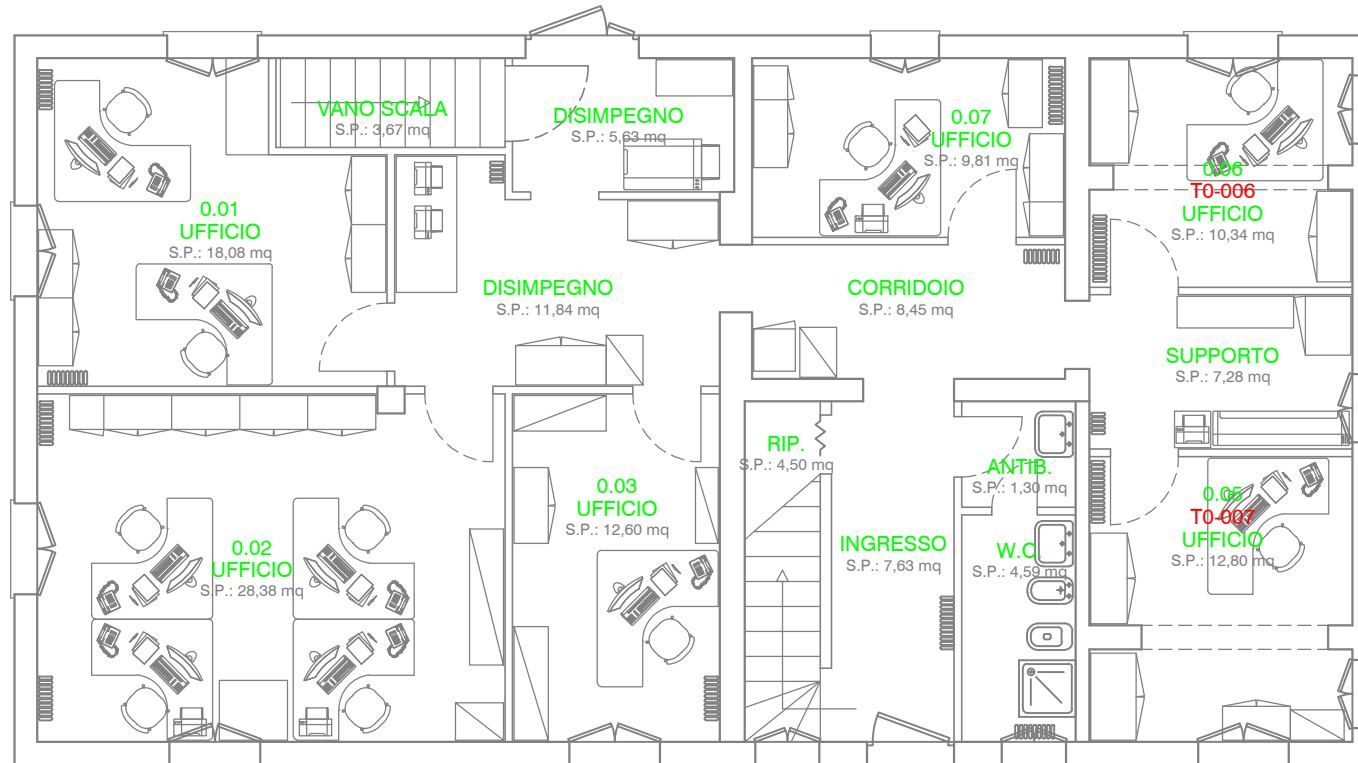 VANO SCALA
S.P.: 3,67 mq
DISIMPEGNO
S.P.: 5,63 mq
0.07
UFFICIO
S.P.: 9,81 mq
0.06
T0-006
UFFICIO
S.P.: 10,34 mq
0.01
UFFICIO
S.P.: 18,08 mq
DISIMPEGNO
S.P.: 11,84 mq
CORRIDOIO
S.P.: 8,45 mq
SUPPORTO
S.P.: 7,28 mq
RIP.
S.P.: 4,50 mq
ANTIB.
S.P.: 1,30 mq
0.03
UFFICIO
S.P.: 12,60 mq
0.05
T0-007
UFFICIO
S.P.: 12,80 mq
0.02
UFFICIO
S.P.: 28,38 mq
INGRESSO
S.P.: 7,63 mq
W.C.
S.P.: 4,59 mq